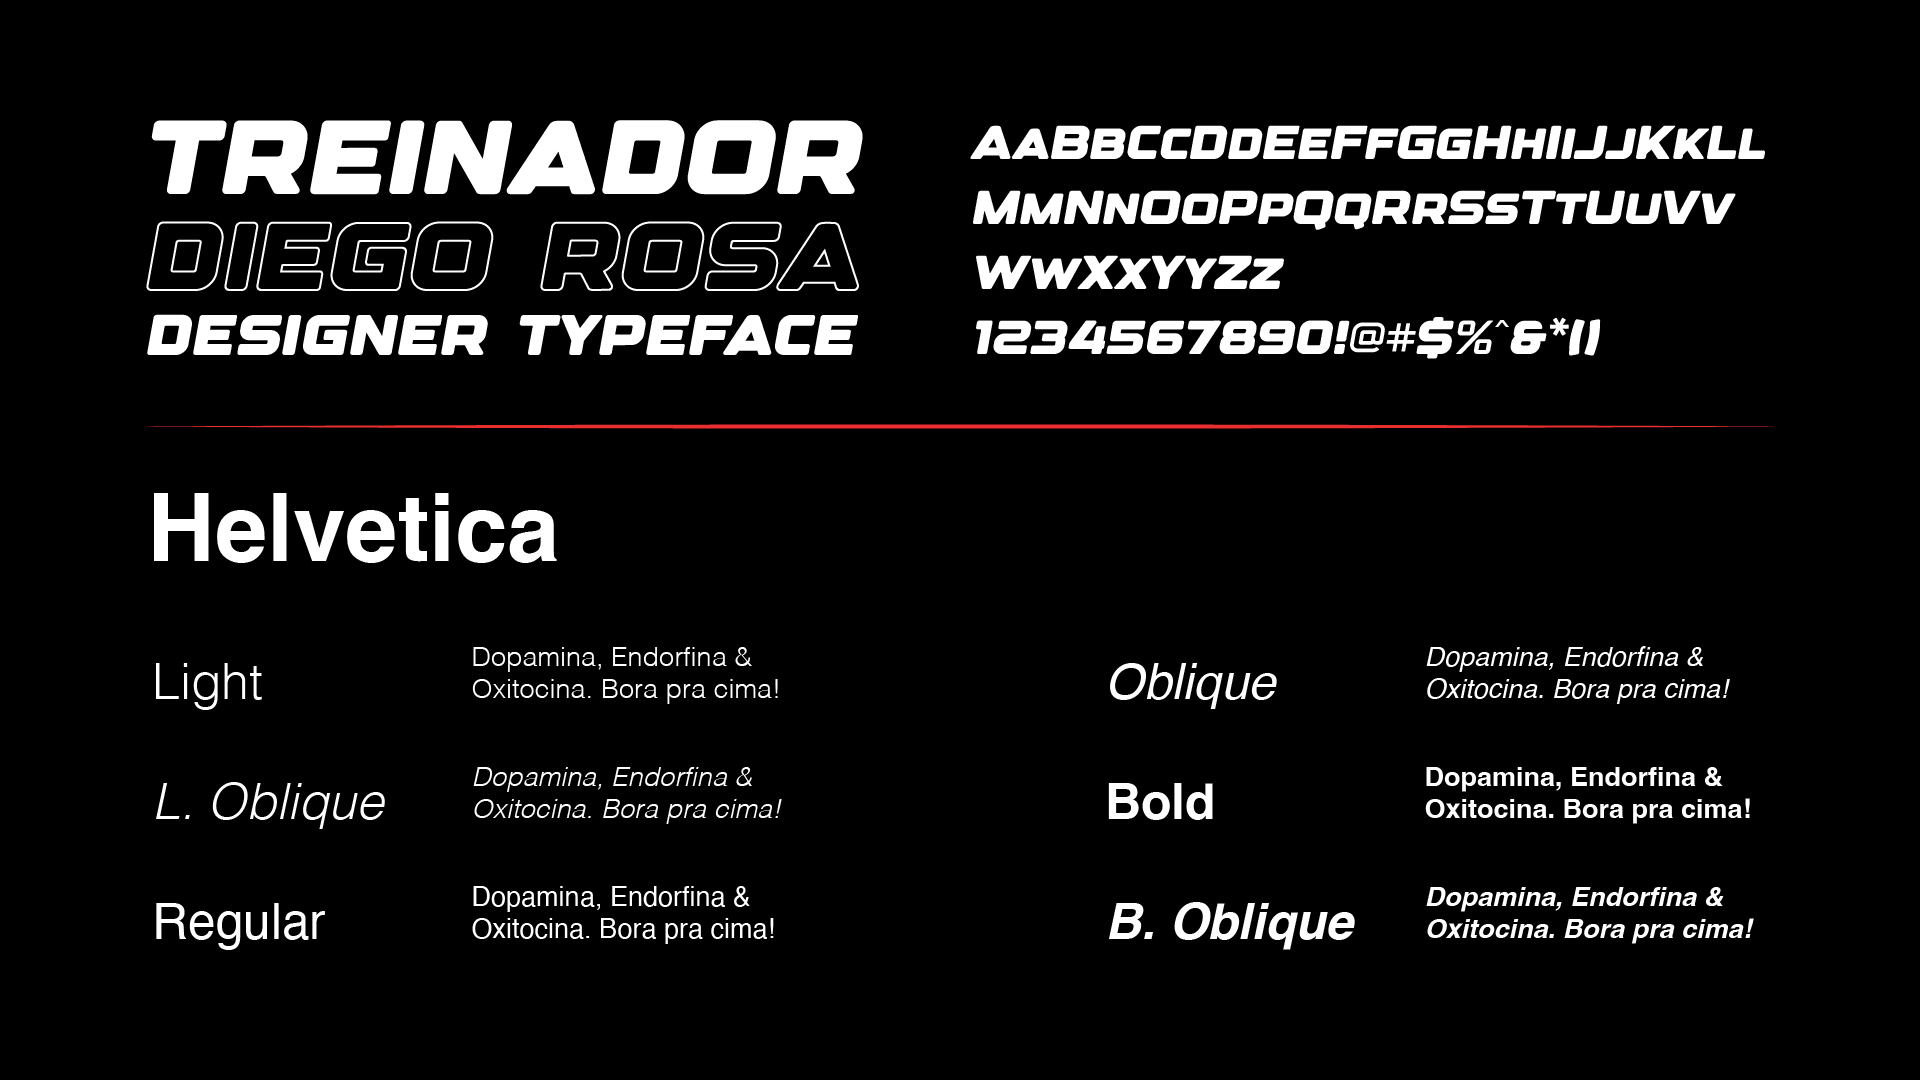 TREINADOR
DIEGO ROSA
DESIGNER TYPEFACE
AaBbCcDdEeFfGgHhIiJjKkLl
MmNnOoPpQqRrSsTtUuVv
WwXxYyZz
1234567890!@#$%^&*()
Helvetica
Light
Dopamina, Endorfina &
Oxitocina. Bora pra cima!
L. Oblique
Dopamina, Endorfina &
Oxitocina. Bora pra cima!
Regular
Dopamina, Endorfina &
Oxitocina. Bora pra cima!
Oblique
Dopamina, Endorfina &
Oxitocina. Bora pra cima!
Bold
Dopamina, Endorfina &
Oxitocina. Bora pra cima!
B. Oblique
Dopamina, Endorfina &
Oxitocina. Bora pra cima!